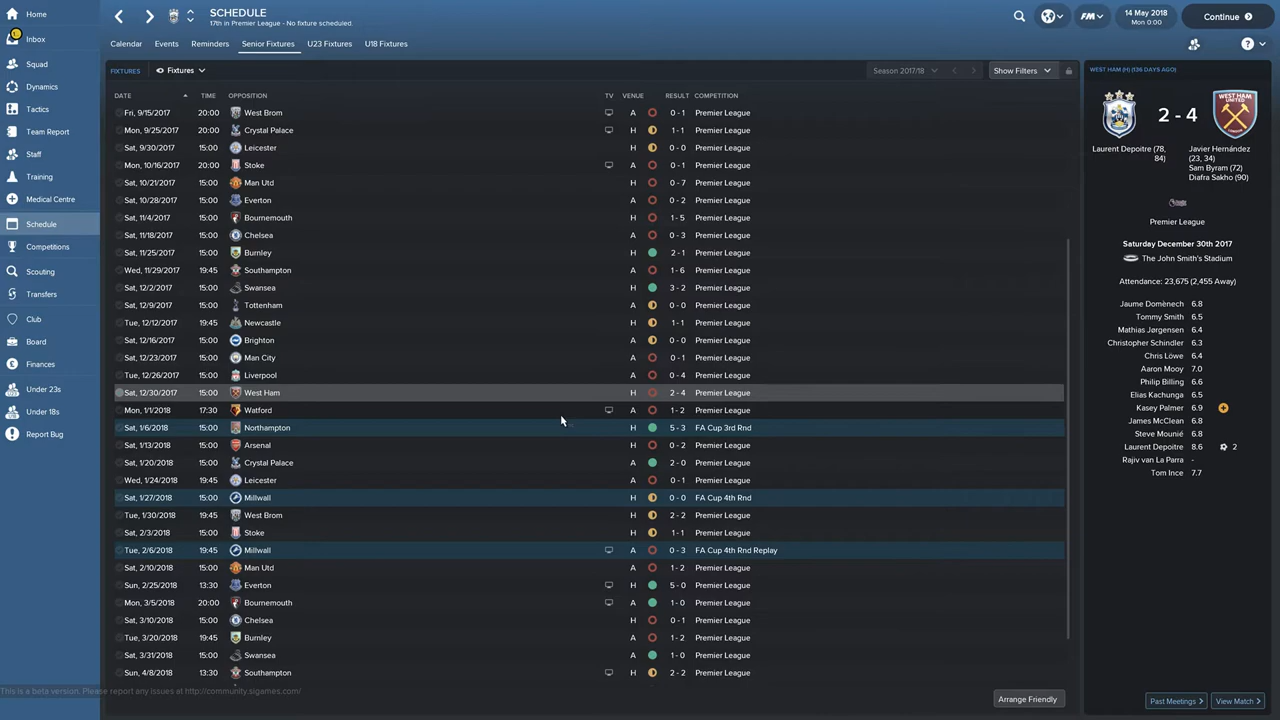 Home
Inbox
Squad
Dynamics
Tactics
Team Report
Staff
Training
Medical Centre
Schedule
Competitions
Scouting
Transfers
Club
Board
Finances
Under 23s
Under 18s
Report Bug
SCHEDULE
17th in Premier League - No fixture scheduled.
FM
14 May 2018
Mon 0:00
Continue
Calendar Events Reminders Senior Fixtures U23 Fixtures U18 Fixtures
FIXTURES Fixtures Season 2017/18 Show Filters
DATE TIME OPPOSITION TV VENUE RESULT COMPETITION
Fri, 9/15/2017 20:00 West Brom A 0 - 1 Premier League
Mon, 9/25/2017 20:00 Crystal Palace H 1 - 1 Premier League
Sat, 9/30/2017 15:00 Leicester H 0 - 0 Premier League
Mon, 10/16/2017 20:00 Stoke A 0 - 1 Premier League
Sat, 10/21/2017 15:00 Man Utd H 0 - 7 Premier League
Sat, 10/28/2017 15:00 Everton A 0 - 2 Premier League
Sat, 11/4/2017 15:00 Bournemouth H 1 - 5 Premier League
Sat, 11/18/2017 15:00 Chelsea A 0 - 3 Premier League
Sat, 11/25/2017 15:00 Burnley H 2 - 1 Premier League
Wed, 11/29/2017 19:45 Southampton A 1 - 6 Premier League
Sat, 12/2/2017 15:00 Swansea H 3 - 2 Premier League
Sat, 12/9/2017 15:00 Tottenham A 0 - 0 Premier League
Tue, 12/12/2017 19:45 Newcastle H 1 - 1 Premier League
Sat, 12/16/2017 15:00 Brighton A 0 - 0 Premier League
Sat, 12/23/2017 15:00 Man City A 0 - 1 Premier League
Tue, 12/26/2017 15:00 Liverpool A 0 - 4 Premier League
Sat, 12/30/2017 15:00 West Ham H 2 - 4 Premier League
Mon, 1/1/2018 17:30 Watford A 1 - 2 Premier League
Sat, 1/6/2018 15:00 Northampton H 5 - 3 FA Cup 3rd Rnd
Sat, 1/13/2018 15:00 Arsenal H 0 - 2 Premier League
Sat, 1/20/2018 15:00 Crystal Palace A 2 - 0 Premier League
Wed, 1/24/2018 15:00 Leicester A 0 - 1 Premier League
Sat, 1/27/2018 15:00 Millwall H 0 - 0 FA Cup 4th Rnd
Tue, 1/30/2018 19:45 West Brom H 2 - 2 Premier League
Sat, 2/3/2018 15:00 Stoke H 1 - 1 Premier League
Tue, 2/6/2018 19:45 Millwall A 0 - 3 FA Cup 4th Rnd Replay
Sat, 2/10/2018 15:00 Man Utd A 1 - 2 Premier League
Sun, 2/25/2018 13:30 Everton H 5 - 0 Premier League
Mon, 3/5/2018 20:00 Bournemouth A 1 - 0 Premier League
Sat, 3/10/2018 15:00 Chelsea H 0 - 1 Premier League
Tue, 3/20/2018 19:45 Burnley A 1 - 2 Premier League
Sat, 3/31/2018 15:00 Swansea A 1 - 0 Premier League
Sun, 4/8/2018 13:30 Southampton H 2 - 2 Premier League
This is a beta version. Please report any issues at http://community.sigames.com/
Arrange Friendly
WEST HAM (H) (136 DAYS AGO)
WEST HAM
UNITED
2 - 4
Laurent Depoitre (78, 84)
Javier Hernández
(23, 34)
Sam Byram (72)
Diafra Sakho (90)
Premier League
Saturday December 30th 2017
The John Smith's Stadium
Attendance: 23,675 (2,455 Away)
Jaume Domènech 6.8
Tommy Smith 6.5
Mathias Jørgensen 6.4
Christopher Schindler 6.3
Chris Löwe 6.4
Aaron Mooy 7.0
Philip Billing 6.6
Elias Kachunga 6.5
Kasey Palmer 6.9
James McClean 6.8
Steve Mounié 6.8
Laurent Depoitre 8.6 2
Rajiv van La Parra -
Tom Ince 7.7
Past Meetings
View Match